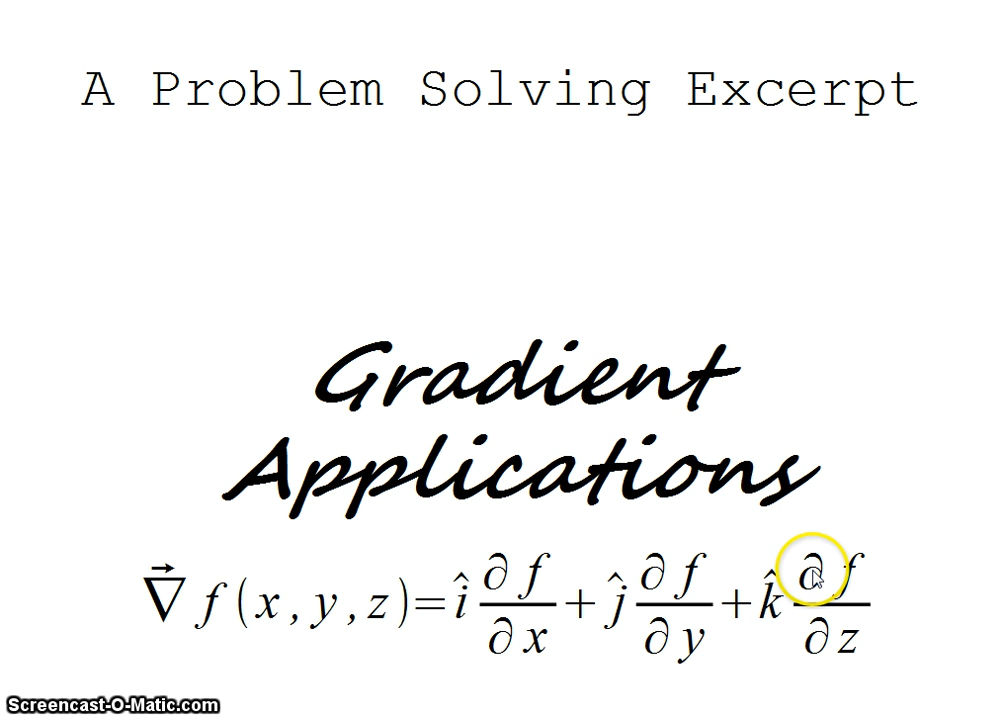 A Problem Solving Excerpt
Gradient
Applications
∇⃗ f(x,y,z)=î ∂f/∂x + ĵ ∂f/∂y + k̂ ∂f/∂z
Screencast-O-Matic.com